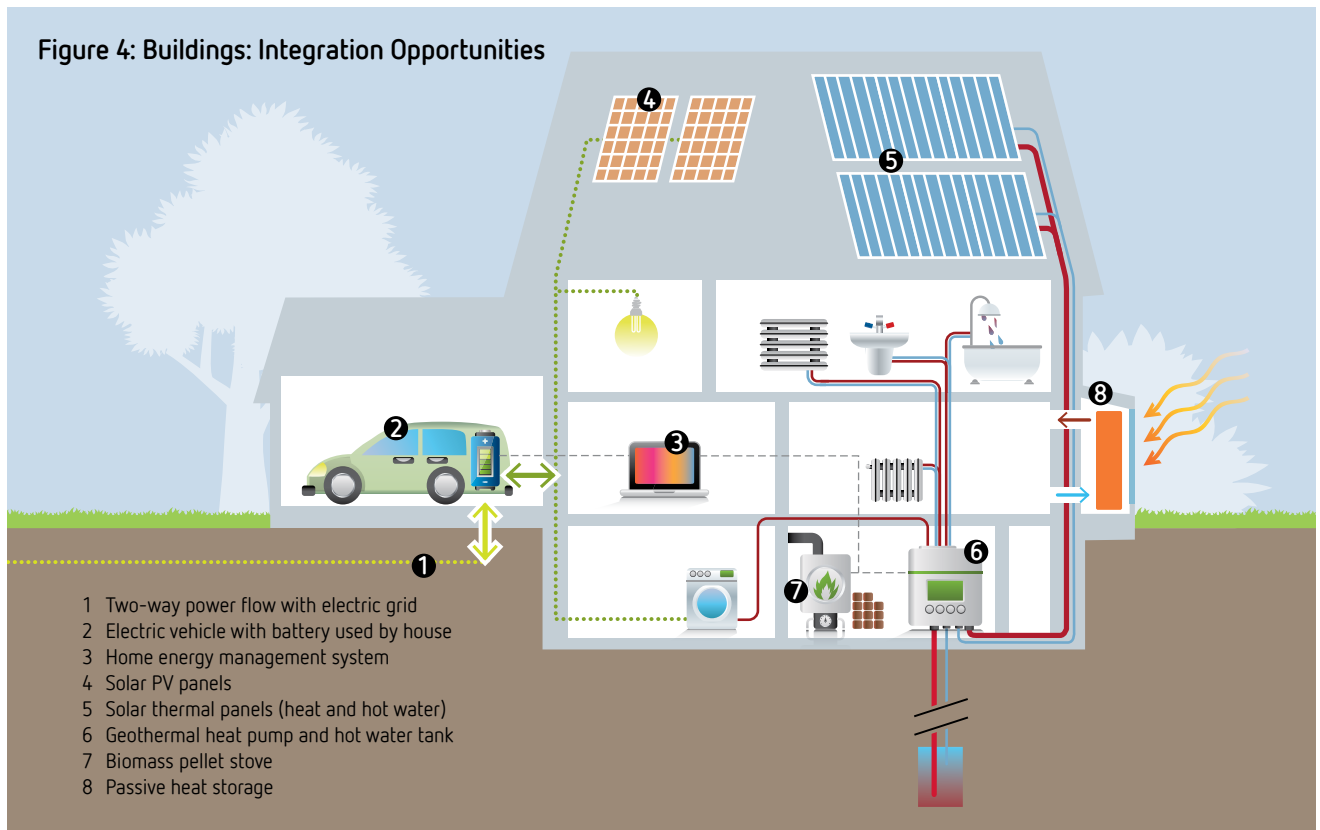 Figure 4: Buildings: Integration Opportunities
4
5
8
2
3
6
1
7
1 Two-way power flow with electric grid
2 Electric vehicle with battery used by house
3 Home energy management system
4 Solar PV panels
5 Solar thermal panels (heat and hot water)
6 Geothermal heat pump and hot water tank
7 Biomass pellet stove
8 Passive heat storage